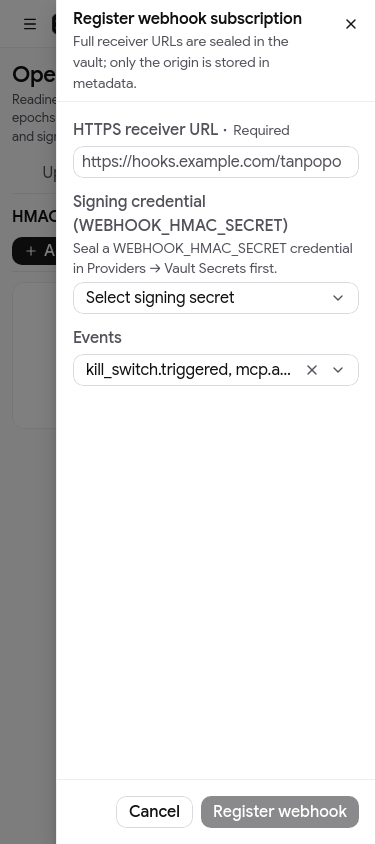 Register webhook subscription
Full receiver URLs are sealed in the
vault; only the origin is stored in
metadata.
HTTPS receiver URL · Required
https://hooks.example.com/tanpopo
Signing credential
(WEBHOOK_HMAC_SECRET)
Seal a WEBHOOK_HMAC_SECRET credential
in Providers → Vault Secrets first.
Select signing secret
Events
kill_switch.triggered, mcp.a...
Cancel
Register webhook
Ope
Readine
epochs
and sign
Up
HMAC
+ A